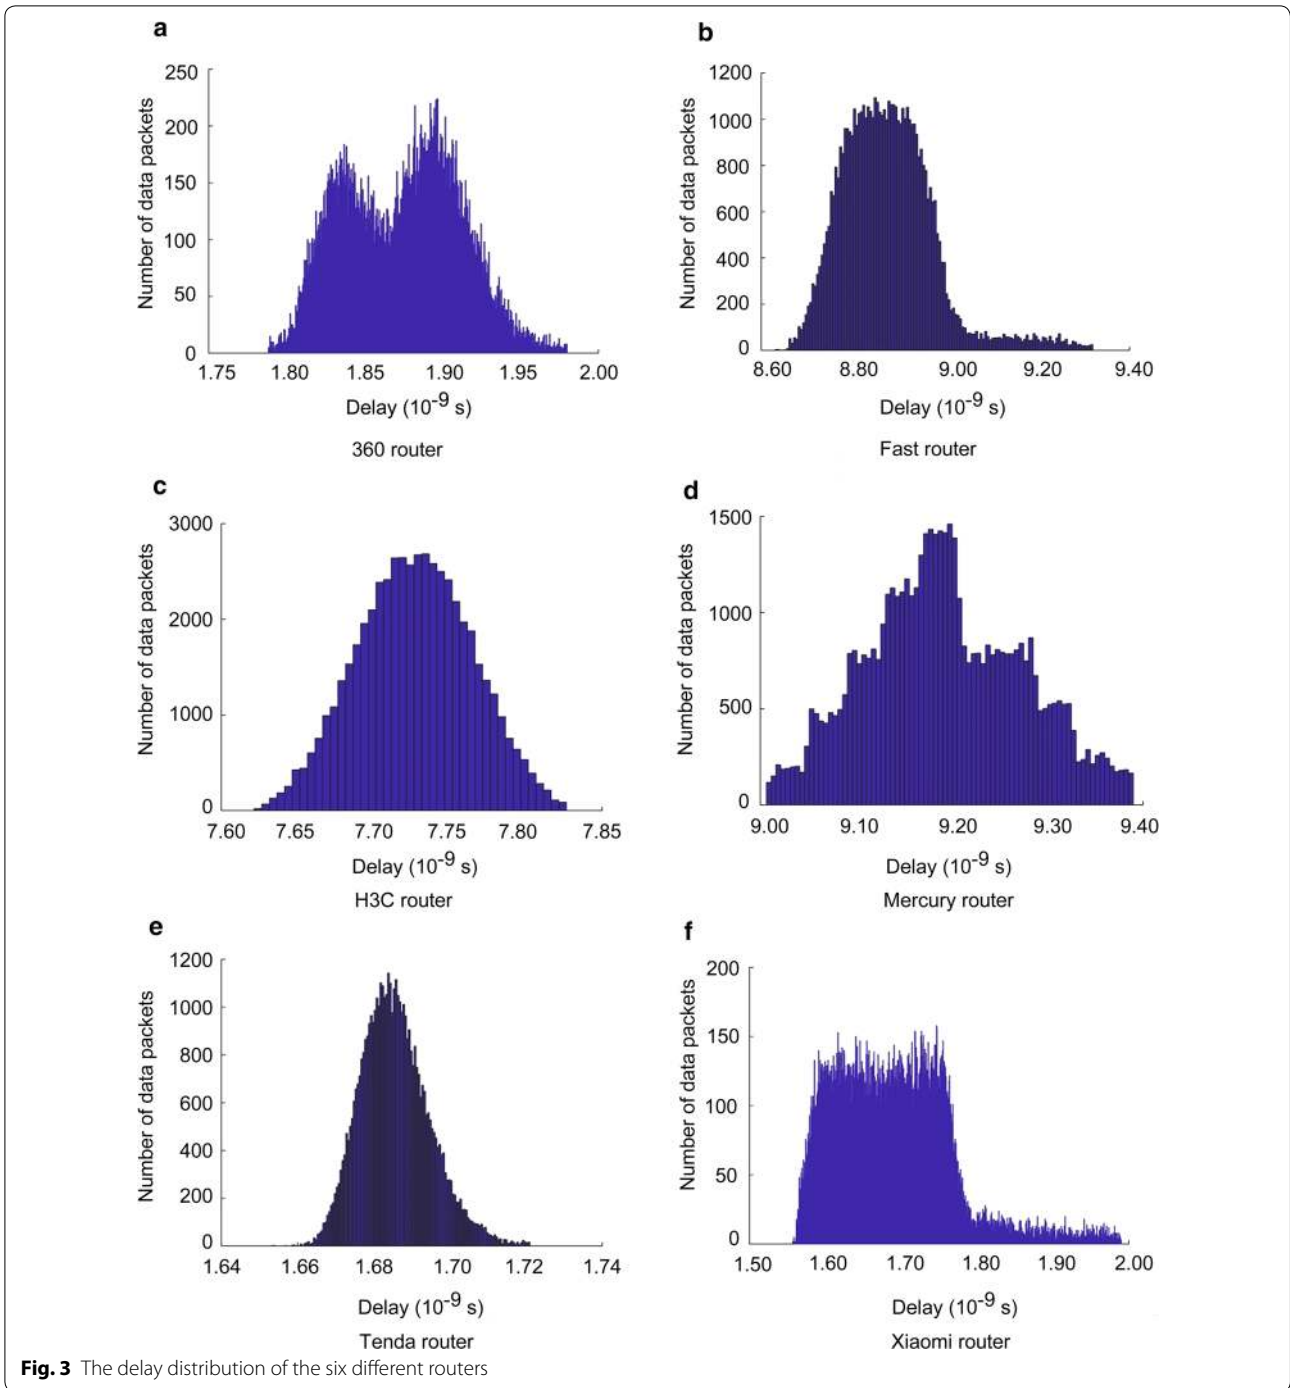 a
250
200
150
100
50
0
Number of data packets
1.75 1.80 1.85 1.90 1.95 2.00
Delay (10-9 s)
360 router
b
1200
1000
800
600
400
200
0
Number of data packets
8.60 8.80 9.00 9.20 9.40
Delay (10-9 s)
Fast router
c
3000
2000
1000
0
Number of data packets
7.60 7.65 7.70 7.75 7.80 7.85
Delay (10-9 s)
H3C router
d
1500
1000
500
0
Number of data packets
9.00 9.10 9.20 9.30 9.40
Delay (10-9 s)
Mercury router
e
1200
1000
800
600
400
200
0
Number of data packets
1.64 1.66 1.68 1.70 1.72 1.74
Delay (10-9 s)
Tenda router
f
200
150
100
50
0
Number of data packets
1.50 1.60 1.70 1.80 1.90 2.00
Delay (10-9 s)
Xiaomi router
Fig. 3 The delay distribution of the six different routers